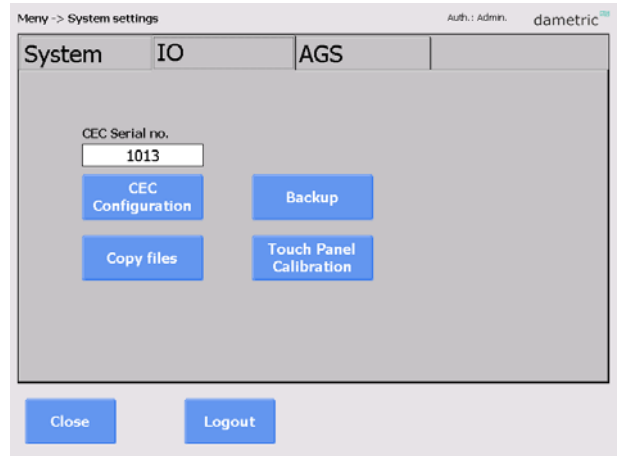 Meny -> System settings
Auth.: Admin.
dametric
System
IO
AGS
CEC Serial no.
1013
CEC
Configuration
Backup
Copy files
Touch Panel
Calibration
Close
Logout